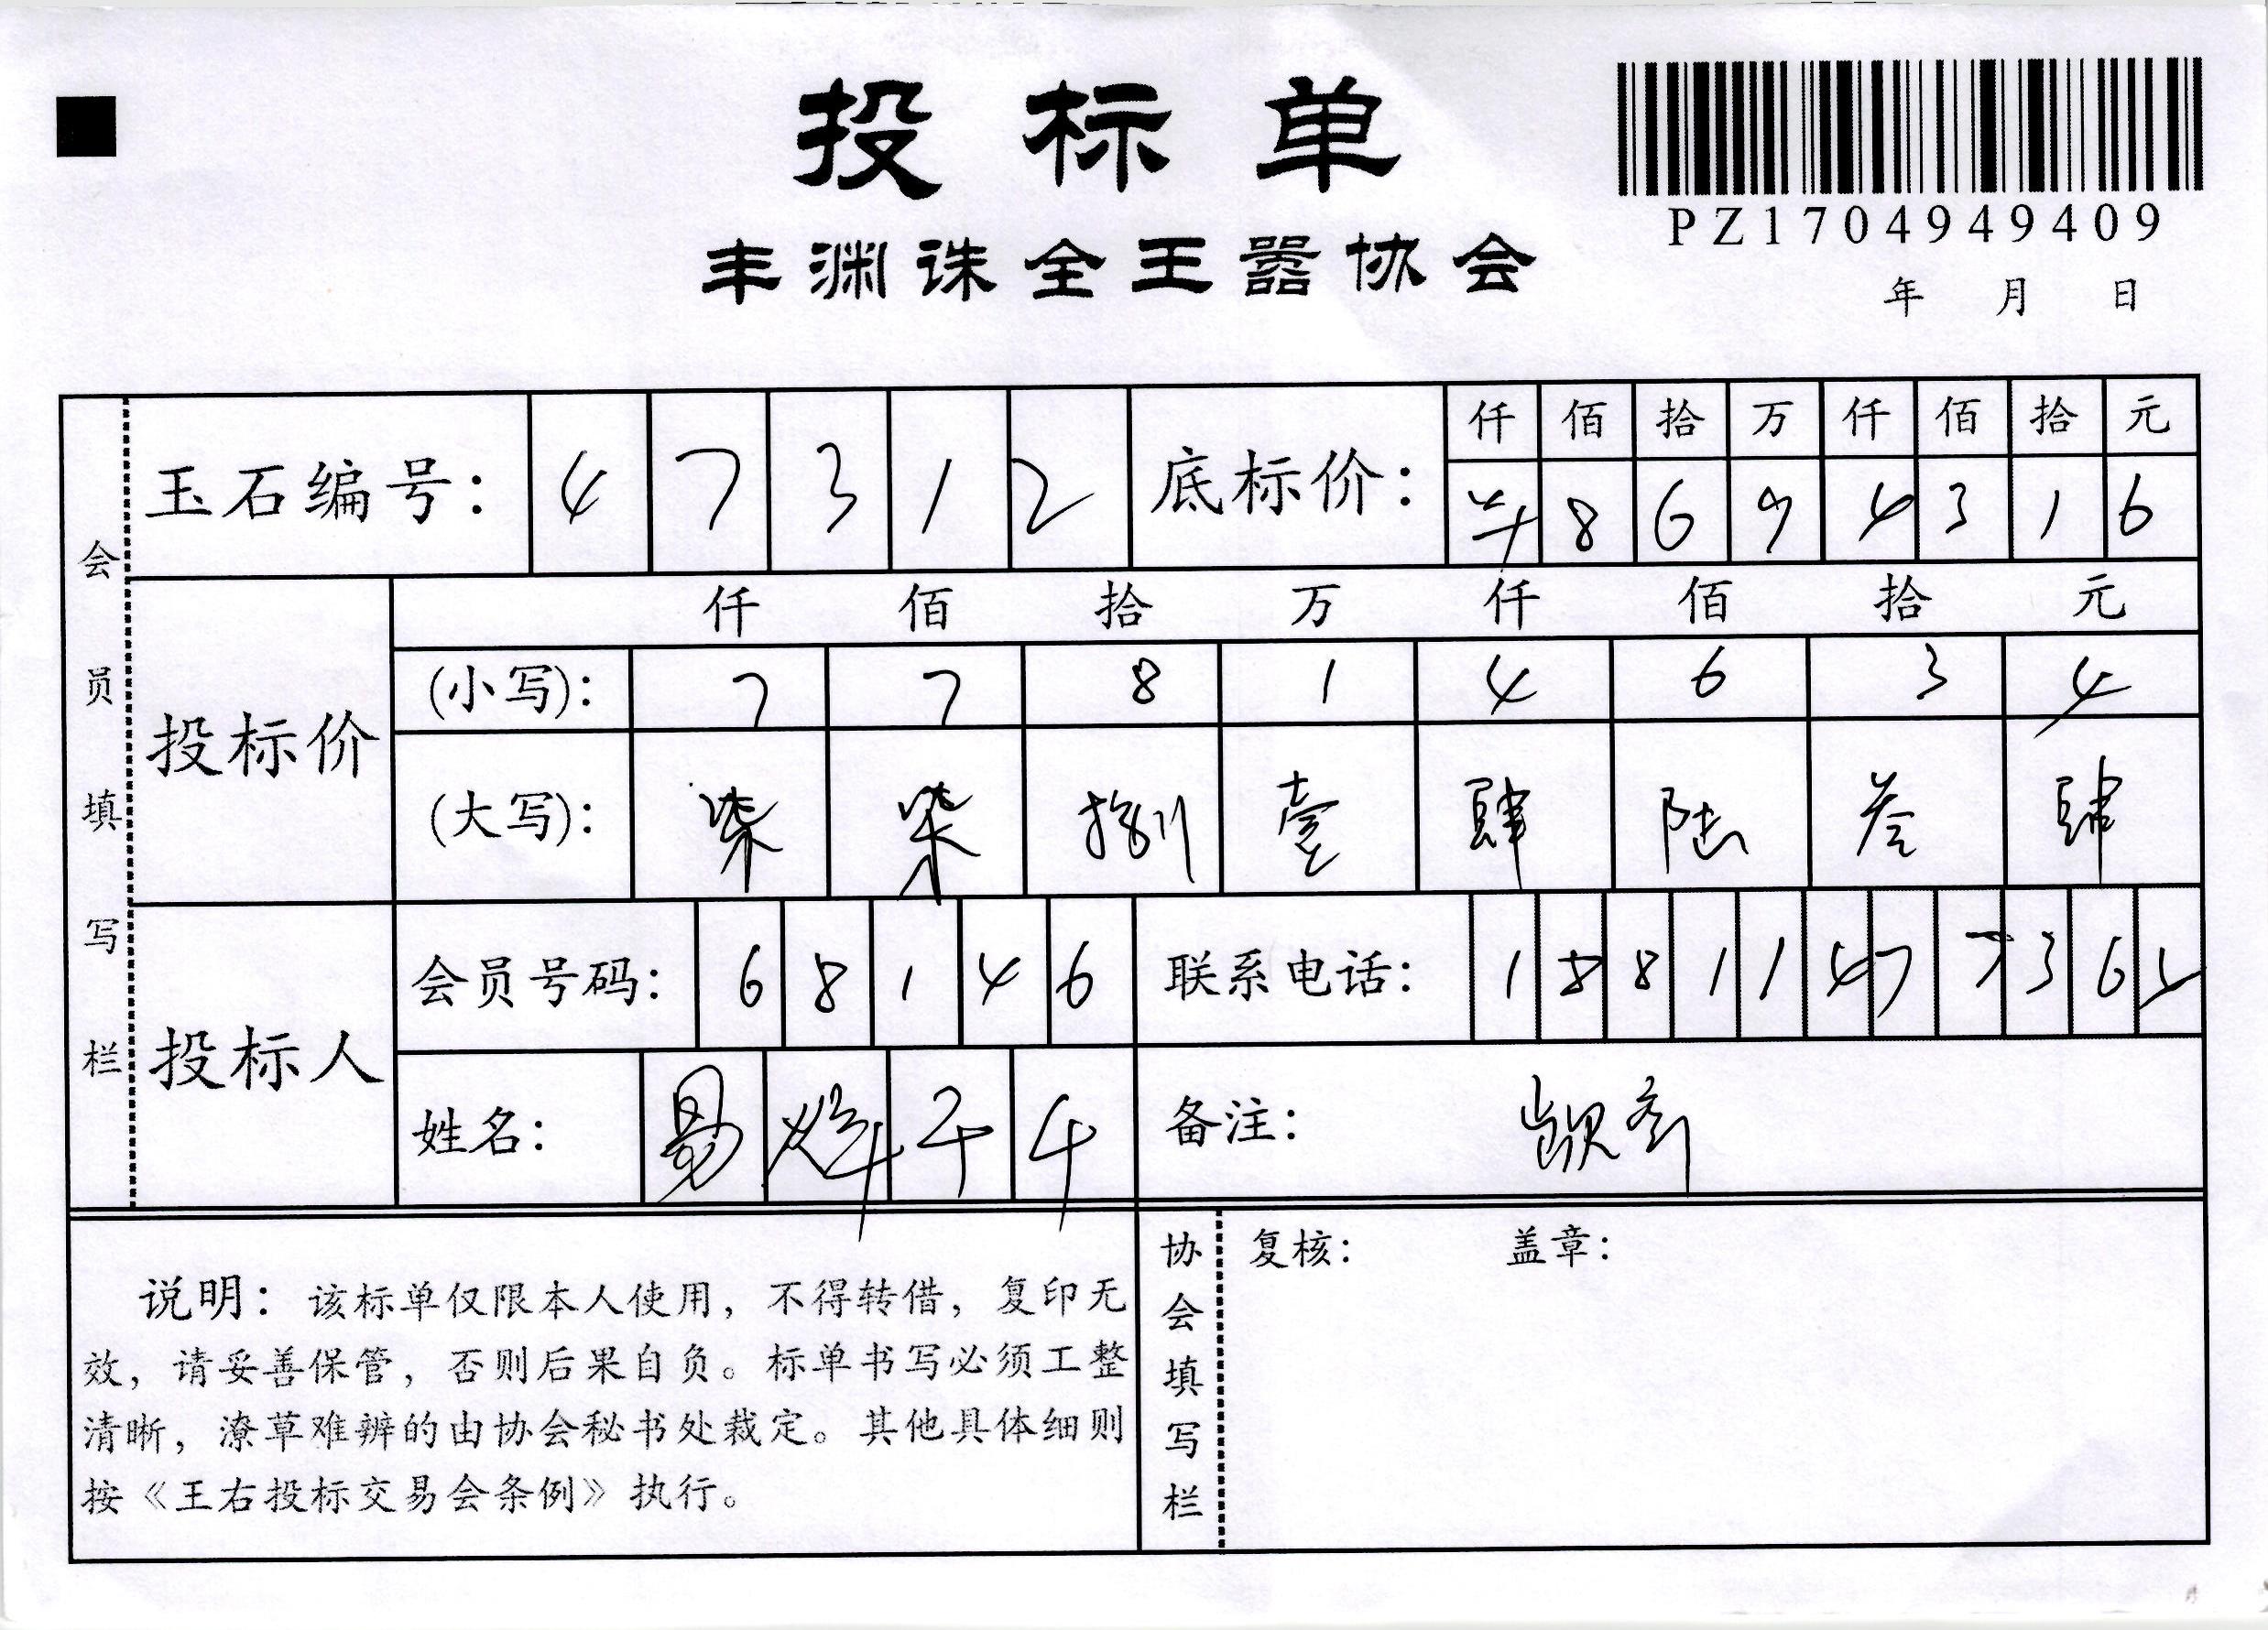 投标单
PZ1704949409
丰渊诛全王嚣协会
年 月 日
会员填写栏
玉石编号: 4 7 3 1 2
底标价: 仟 佰 拾 万 仟 佰 拾 元
8 6 9 4 3 1 6
投标价
仟 佰 拾 万 仟 佰 拾 元
(小写): 7 7 8 1 4 6 3 4
(大写): 柒 柒 捌 壹 肆 陆 叁 肆
投标人
会员号码: 6 8 1 4 6
联系电话: 1 8 8 1 1 4 7 7 3 6
姓名: 易
备注:
说明: 该标单仅限本人使用, 不得转借, 复印无
效, 请妥善保管, 否则后果自负。标单书写必须工整
清晰, 潦草难辨的由协会秘书处裁定。其他具体细则
按《王右投标交易会条例》执行。
协会填写栏
复核: 盖章: